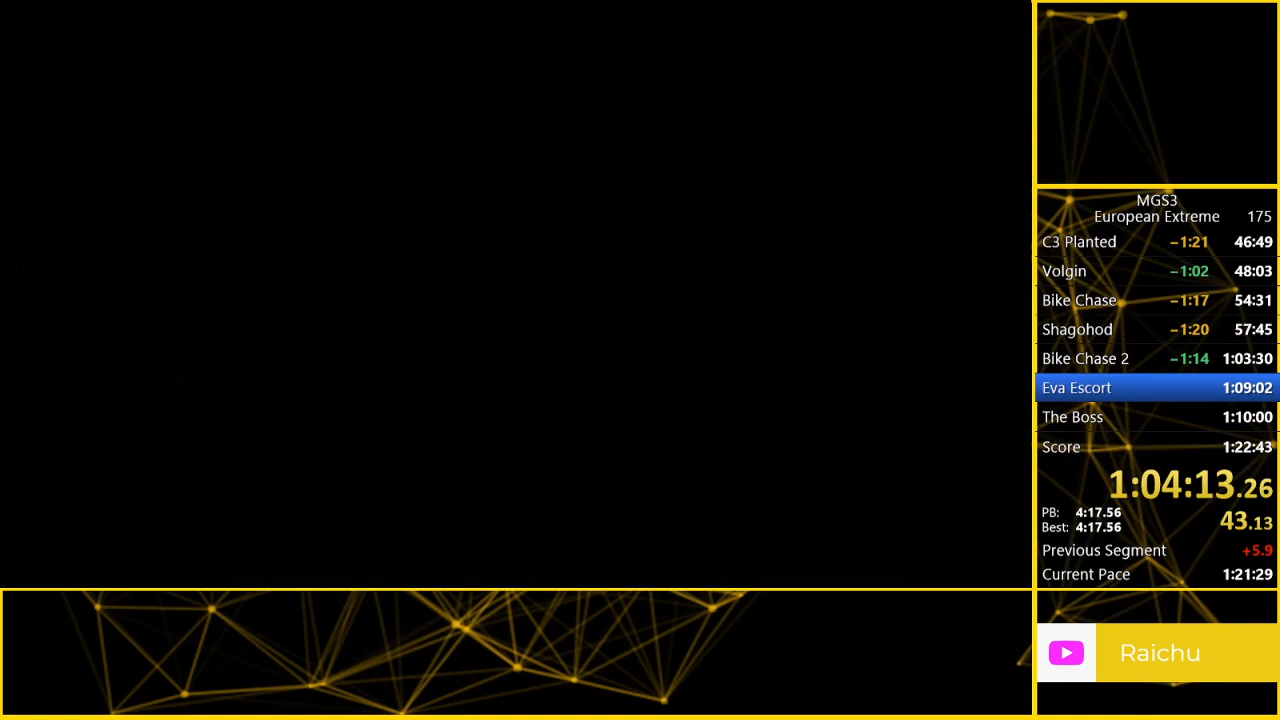 MGS3
European Extreme 175
C3 Planted −1:21 46:49
Volgin −1:02 48:03
Bike Chase −1:17 54:31
Shagohod −1:20 57:45
Bike Chase 2 −1:14 1:03:30
Eva Escort 1:09:02
The Boss 1:10:00
Score 1:22:43
1:04:13.26
PB: 4:17.56
Best: 4:17.56
43.13
Previous Segment +5.9
Current Pace 1:21:29
Raichu